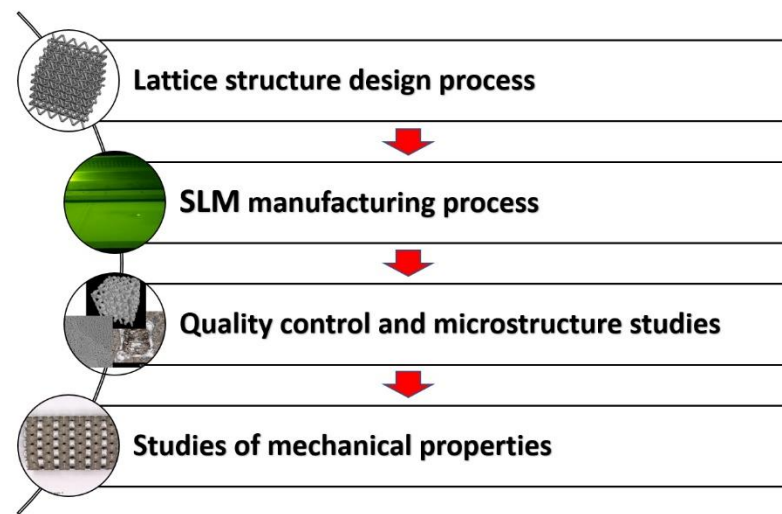 Lattice structure design process
SLM manufacturing process
Quality control and microstructure studies
Studies of mechanical properties